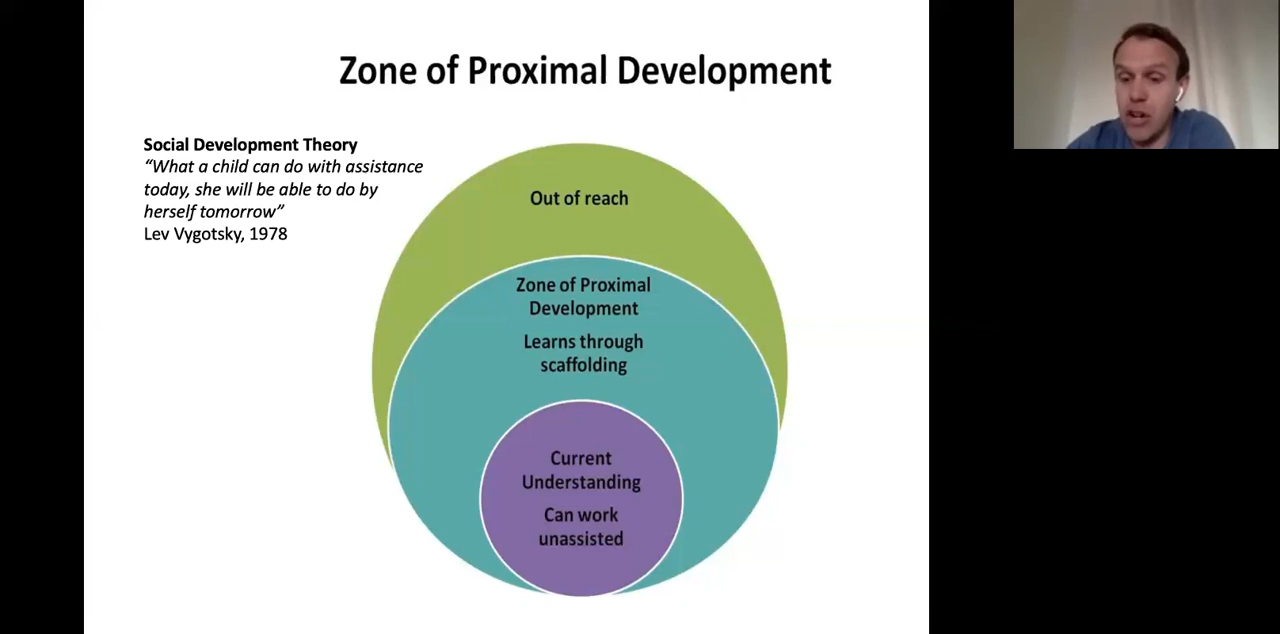 Zone of Proximal Development
Social Development Theory
“What a child can do with assistance
today, she will be able to do by
herself tomorrow”
Lev Vygotsky, 1978
Out of reach
Zone of Proximal
Development
Learns through
scaffolding
Current
Understanding
Can work
unassisted